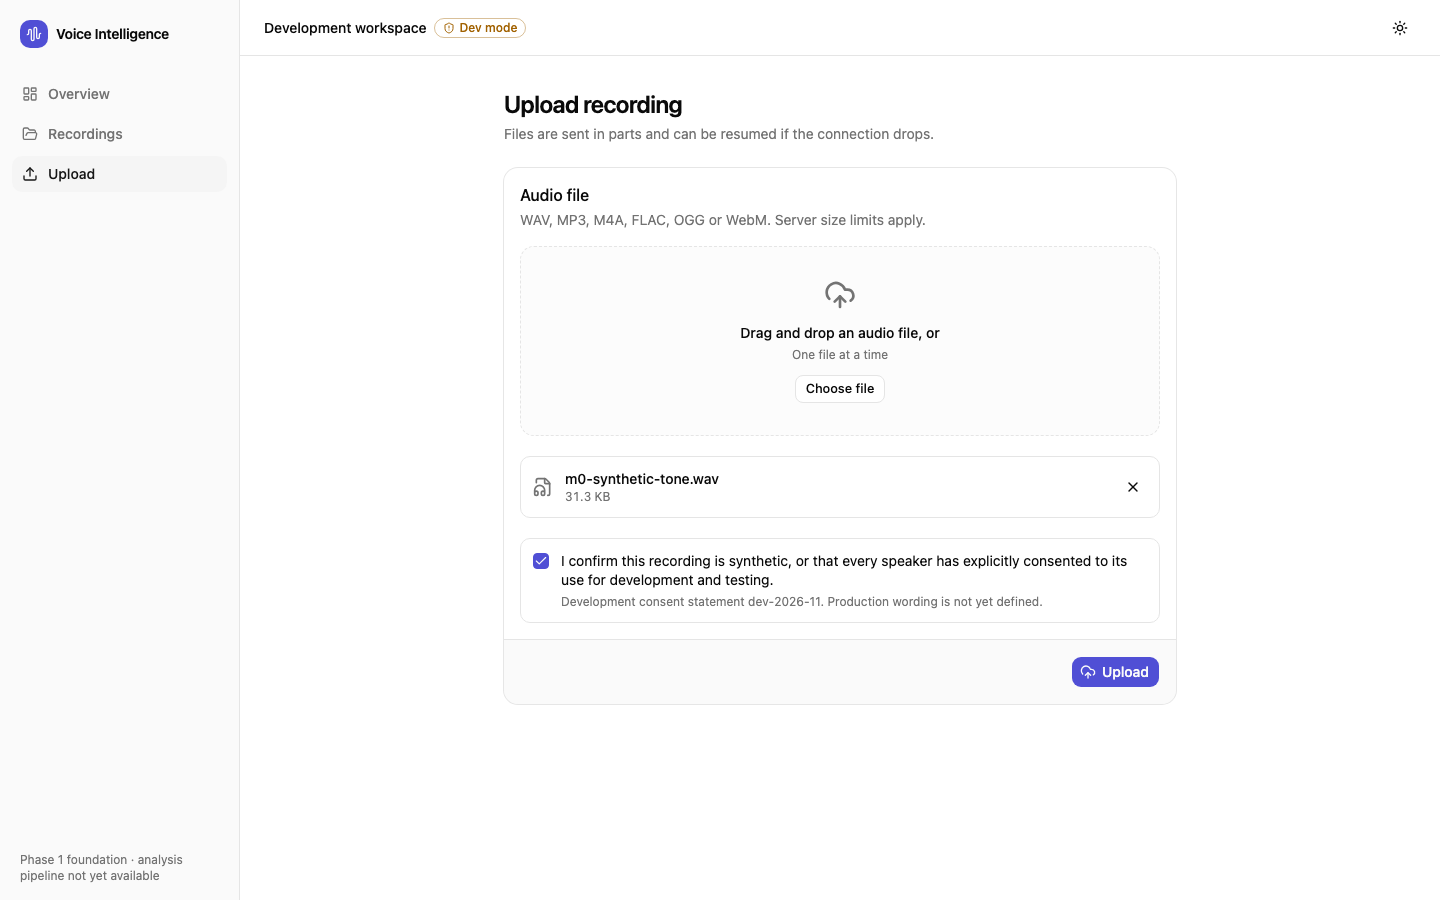 Voice Intelligence
Overview
Recordings
Upload
Phase 1 foundation · analysis
pipeline not yet available
Development workspace
Dev mode
Upload recording
Files are sent in parts and can be resumed if the connection drops.
Audio file
WAV, MP3, M4A, FLAC, OGG or WebM. Server size limits apply.
Drag and drop an audio file, or
One file at a time
Choose file
m0-synthetic-tone.wav
31.3 KB
I confirm this recording is synthetic, or that every speaker has explicitly consented to its
use for development and testing.
Development consent statement dev-2026-11. Production wording is not yet defined.
Upload